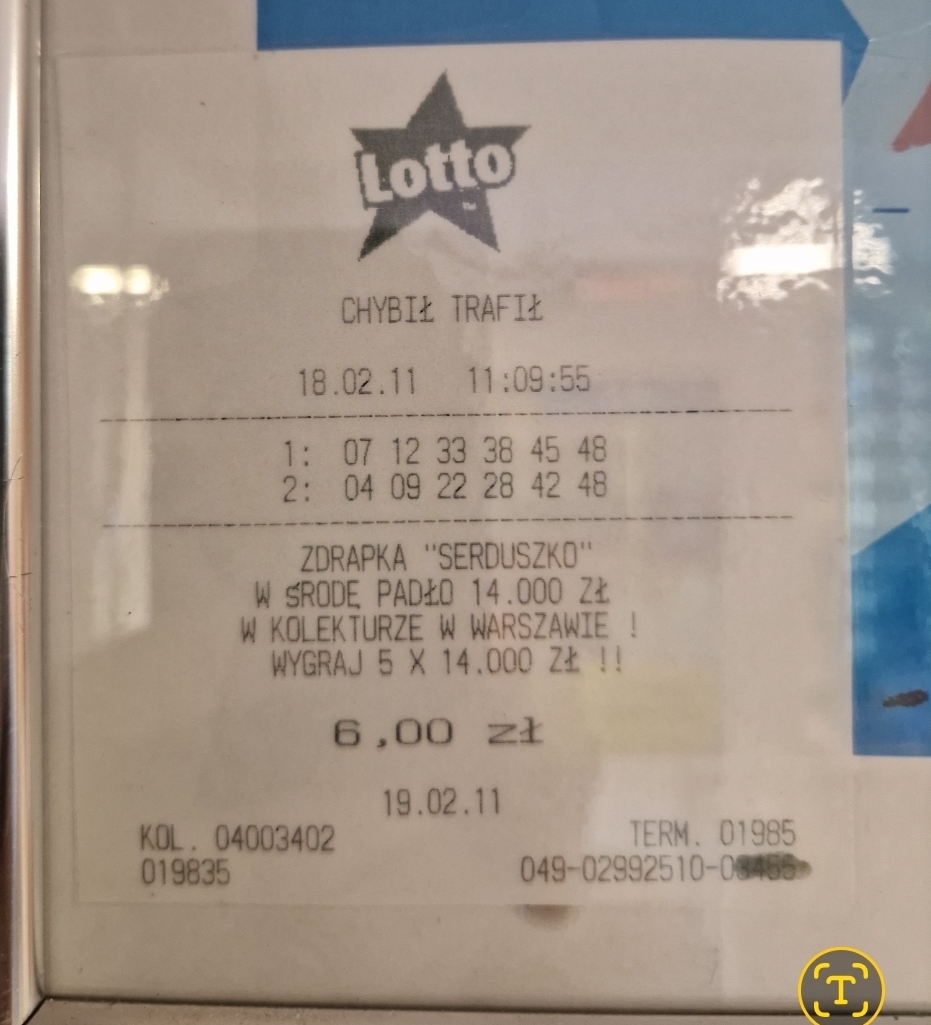 Lotto
TM
CHYBIŁ TRAFIŁ
18.02.11 11:09:55
1: 07 12 33 38 45 48
2: 04 09 22 28 42 48
ZDRAPKA "SERDUSZKO"
W ŚRODĘ PADŁO 14.000 ZŁ
W KOLEKTURZE W WARSZAWIE !
WYGRAJ 5 X 14.000 ZŁ !!
6,00 zł
19.02.11
KOL. 04003402 TERM. 01985
019835